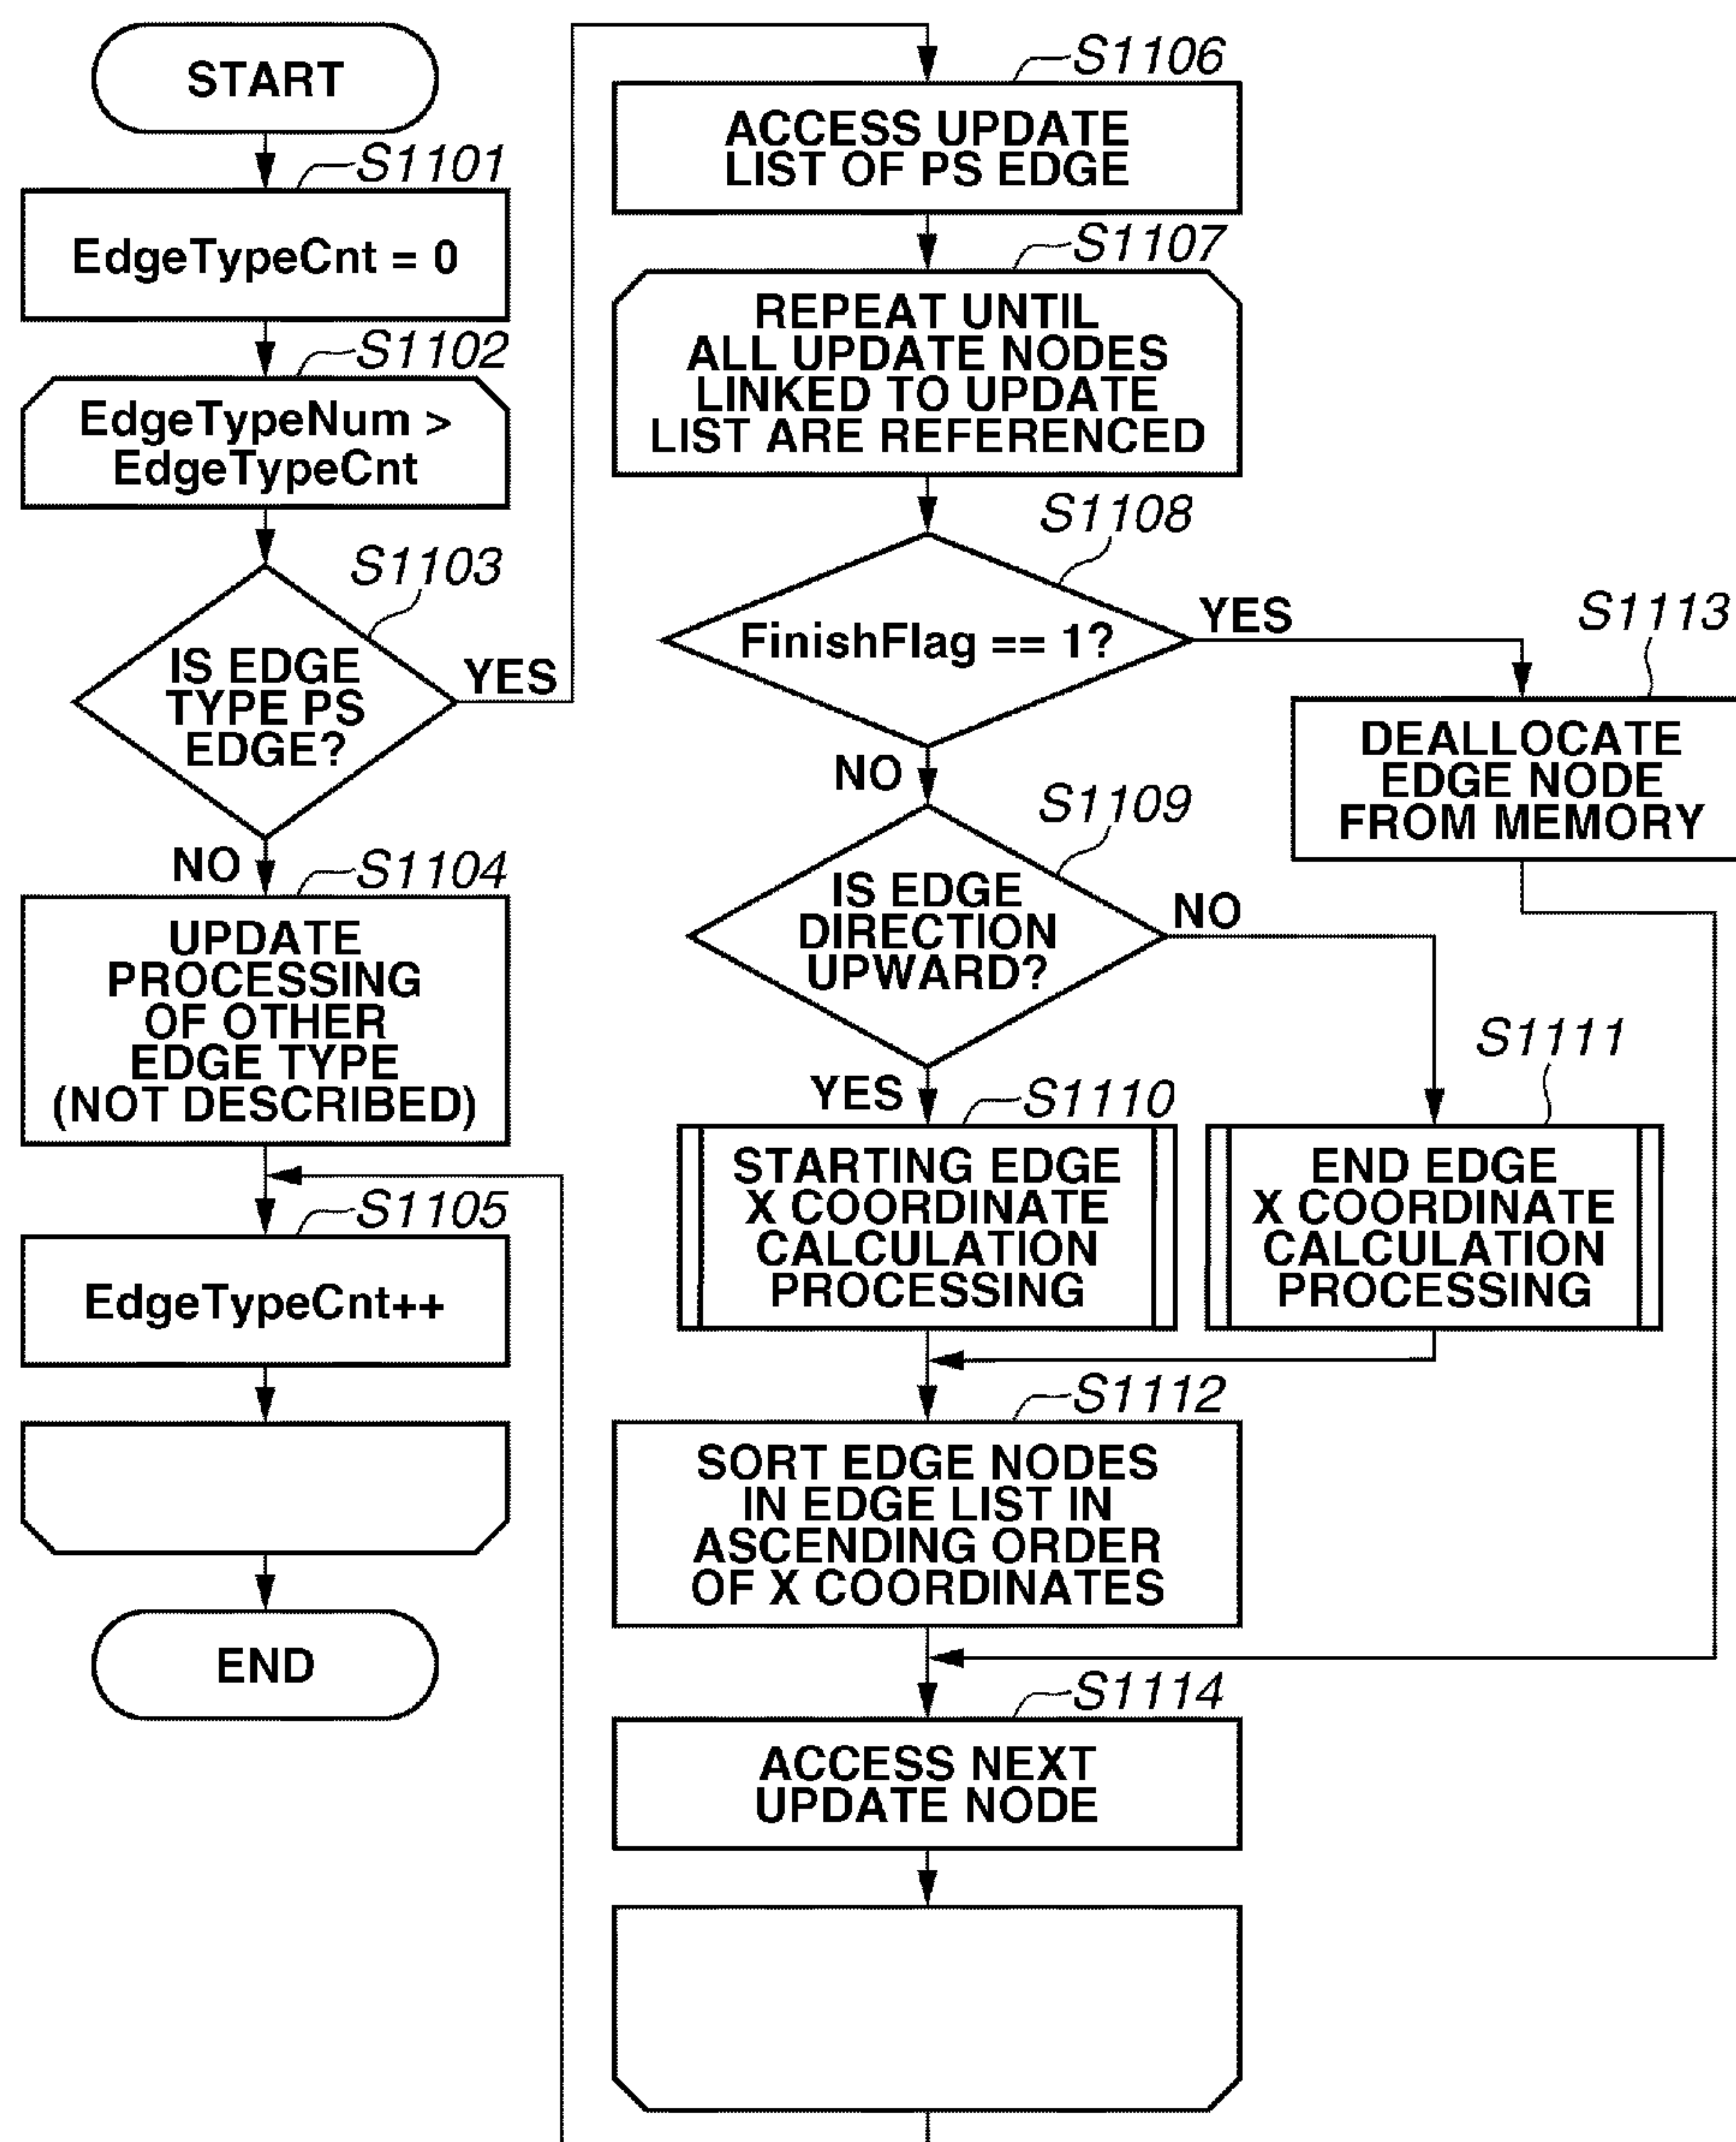 START
S1101
EdgeTypeCnt = 0
S1102
EdgeTypeNum >
EdgeTypeCnt
S1103
IS EDGE
TYPE PS
EDGE?
YES
NO
S1104
UPDATE
PROCESSING
OF OTHER
EDGE TYPE
(NOT DESCRIBED)
S1105
EdgeTypeCnt++
END
S1106
ACCESS UPDATE
LIST OF PS EDGE
S1107
REPEAT UNTIL
ALL UPDATE NODES
LINKED TO UPDATE
LIST ARE REFERENCED
S1108
FinishFlag == 1?
YES
NO
S1113
DEALLOCATE
EDGE NODE
FROM MEMORY
S1109
IS EDGE
DIRECTION
UPWARD?
NO
YES
S1110
STARTING EDGE
X COORDINATE
CALCULATION
PROCESSING
S1111
END EDGE
X COORDINATE
CALCULATION
PROCESSING
S1112
SORT EDGE NODES
IN EDGE LIST IN
ASCENDING ORDER
OF X COORDINATES
S1114
ACCESS NEXT
UPDATE NODE